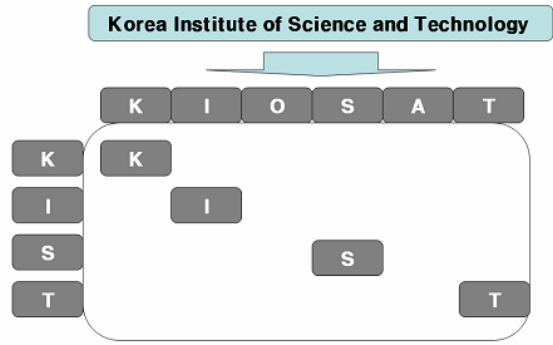 Korea Institute of Science and Technology
K I O S A T
K K
I I
S S
T T